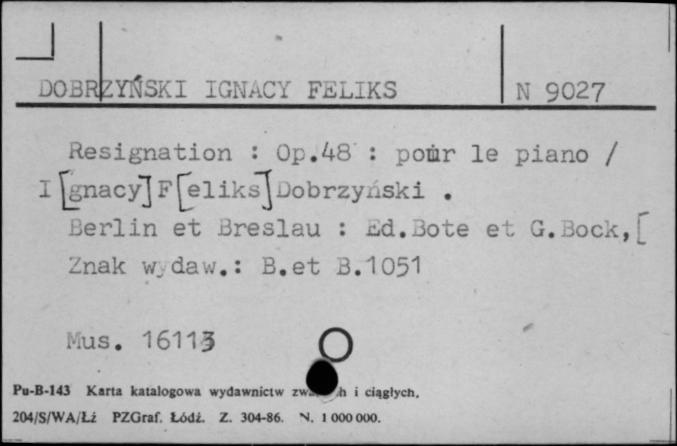 DOBRZYŃSKI IGNACY FELIKS N 9027
Resignation : Op.48 : pour le piano /
I[gnacy] F[eliks] Dobrzyński .
Berlin et Breslau : Ed.Bote et G.Bock,[
Znak wydaw.: B.et B.1051
Mus. 16113
Pu-B-143 Karta katalogowa wydawnictw i ciągłych.
204/S/WA/Łż PZGraf. Łódź. Z. 304-86. N. 1 000 000.